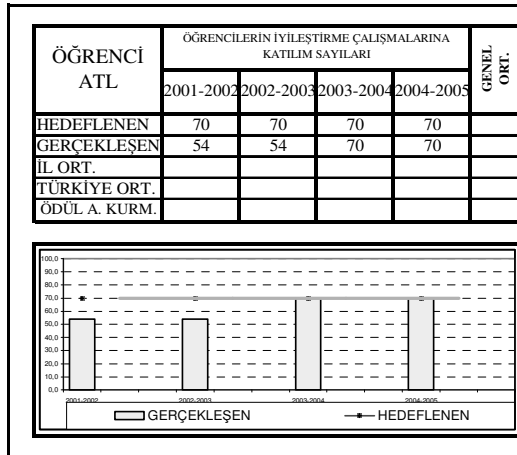 ÖĞRENCİ ATL
ÖĞRENCİLERİN İYİLEŞTİRME ÇALIŞMALARINA
KATILIM SAYILARI
GENEL
ORT.
2001-2002 2002-2003 2003-2004 2004-2005
HEDEFLENEN 70 70 70 70
GERÇEKLEŞEN 54 54 70 70
İL ORT.
TÜRKİYE ORT.
ÖDÜL A. KURM.
100,0
90,0
80,0
70,0
60,0
50,0
40,0
30,0
20,0
10,0
0,0
2001-2002 2002-2003 2003-2004 2004-2005
GERÇEKLEŞEN HEDEFLENEN